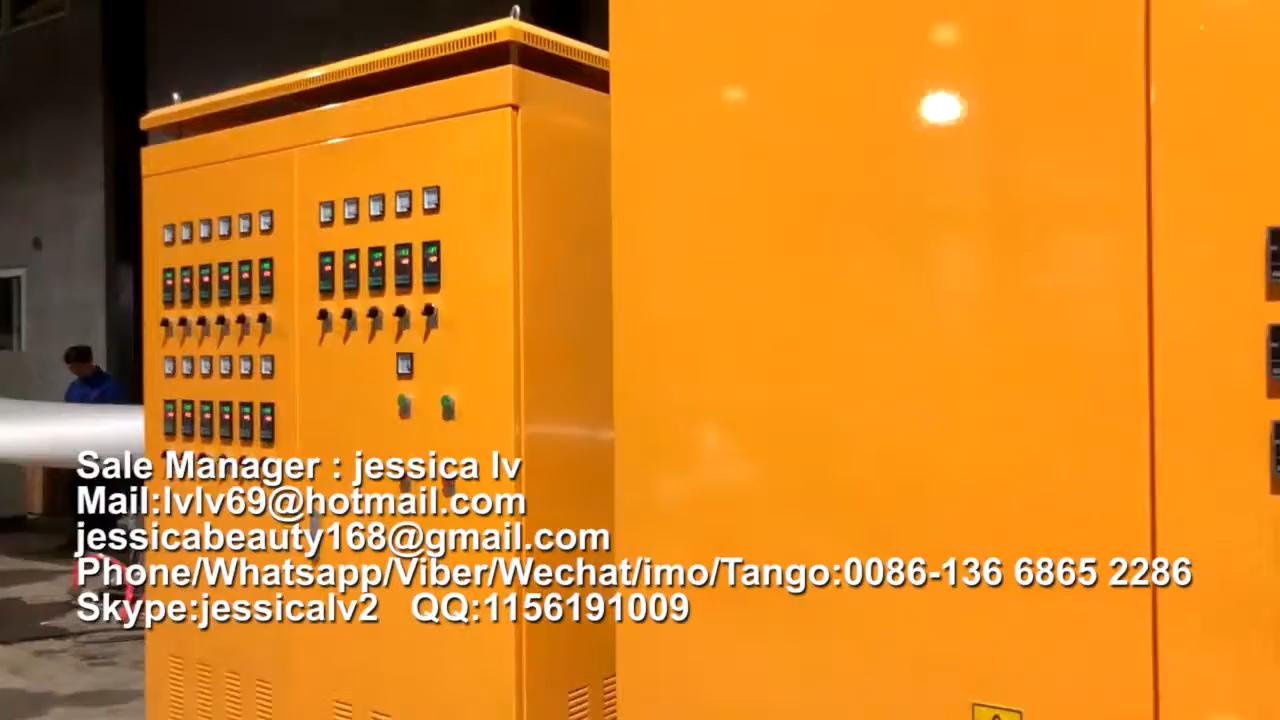 Sale Manager : jessica lv
Mail:lvlv69@hotmail.com
jessicabeauty168@gmail.com
Phone/Whatsapp/Viber/Wechat/imo/Tango:0086-136 6865 2286
Skype:jessicalv2 QQ:1156191009